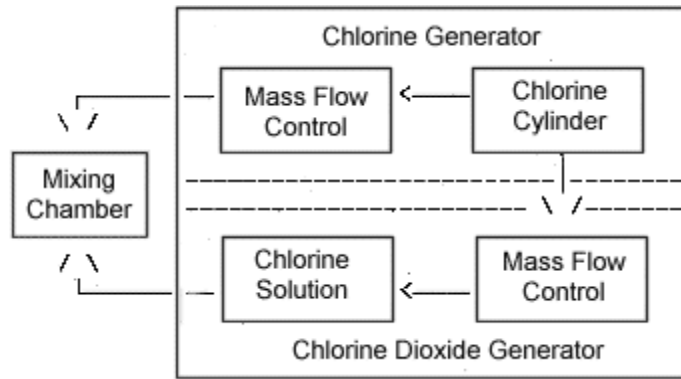 Chlorine Generator
Mass Flow
Control
Chlorine
Cylinder
Mixing
Chamber
Chlorine
Solution
Mass Flow
Control
Chlorine Dioxide Generator